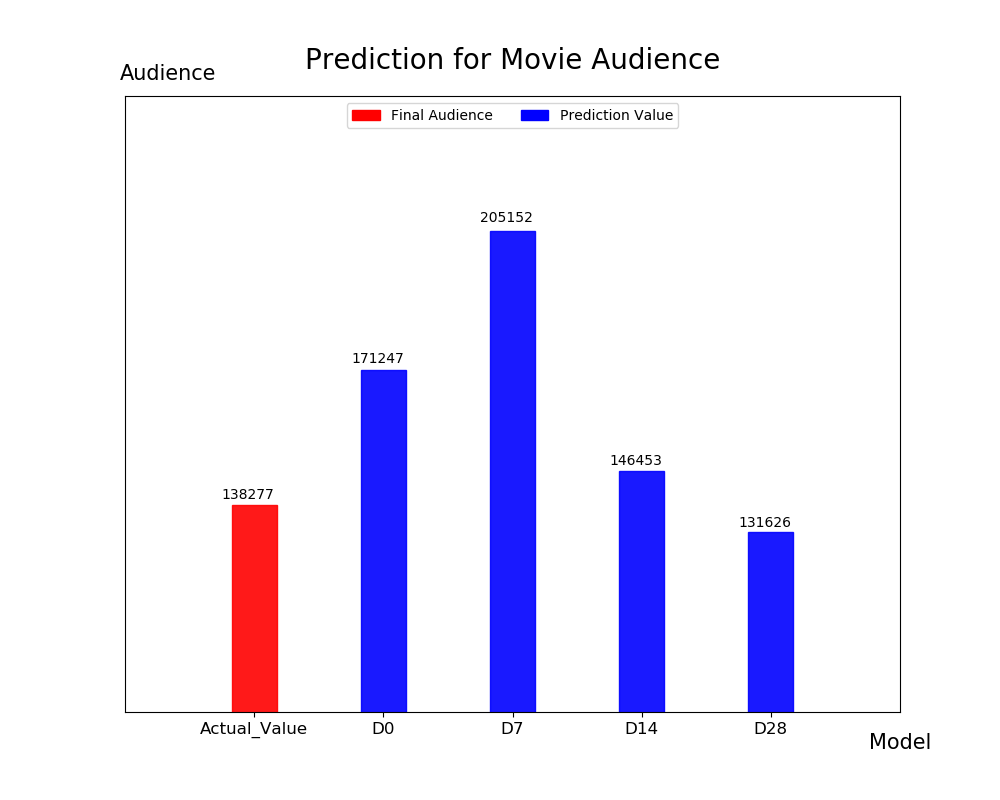 Prediction for Movie Audience
Audience
Final Audience Prediction Value
205152
171247
146453
138277
131626
Actual_Value D0 D7 D14 D28
Model